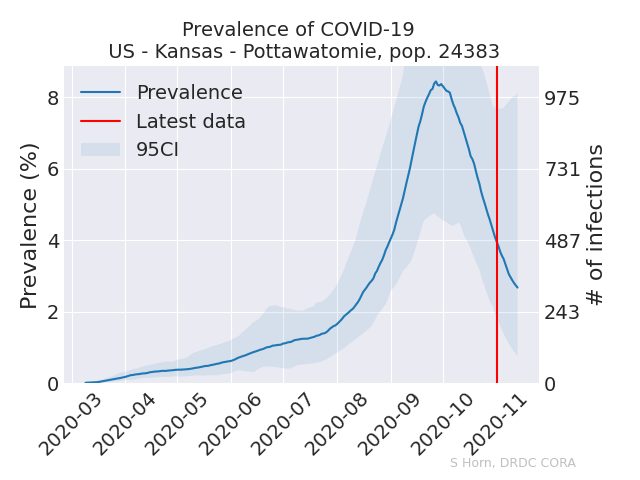 Prevalence of COVID-19
US - Kansas - Pottawatomie, pop. 24383
Prevalence
Latest data
95CI
Prevalence (%)
8
6
4
2
0
975
731
487
243
0
# of infections
2020-03
2020-04
2020-05
2020-06
2020-07
2020-08
2020-09
2020-10
2020-11
S Horn, DRDC CORA